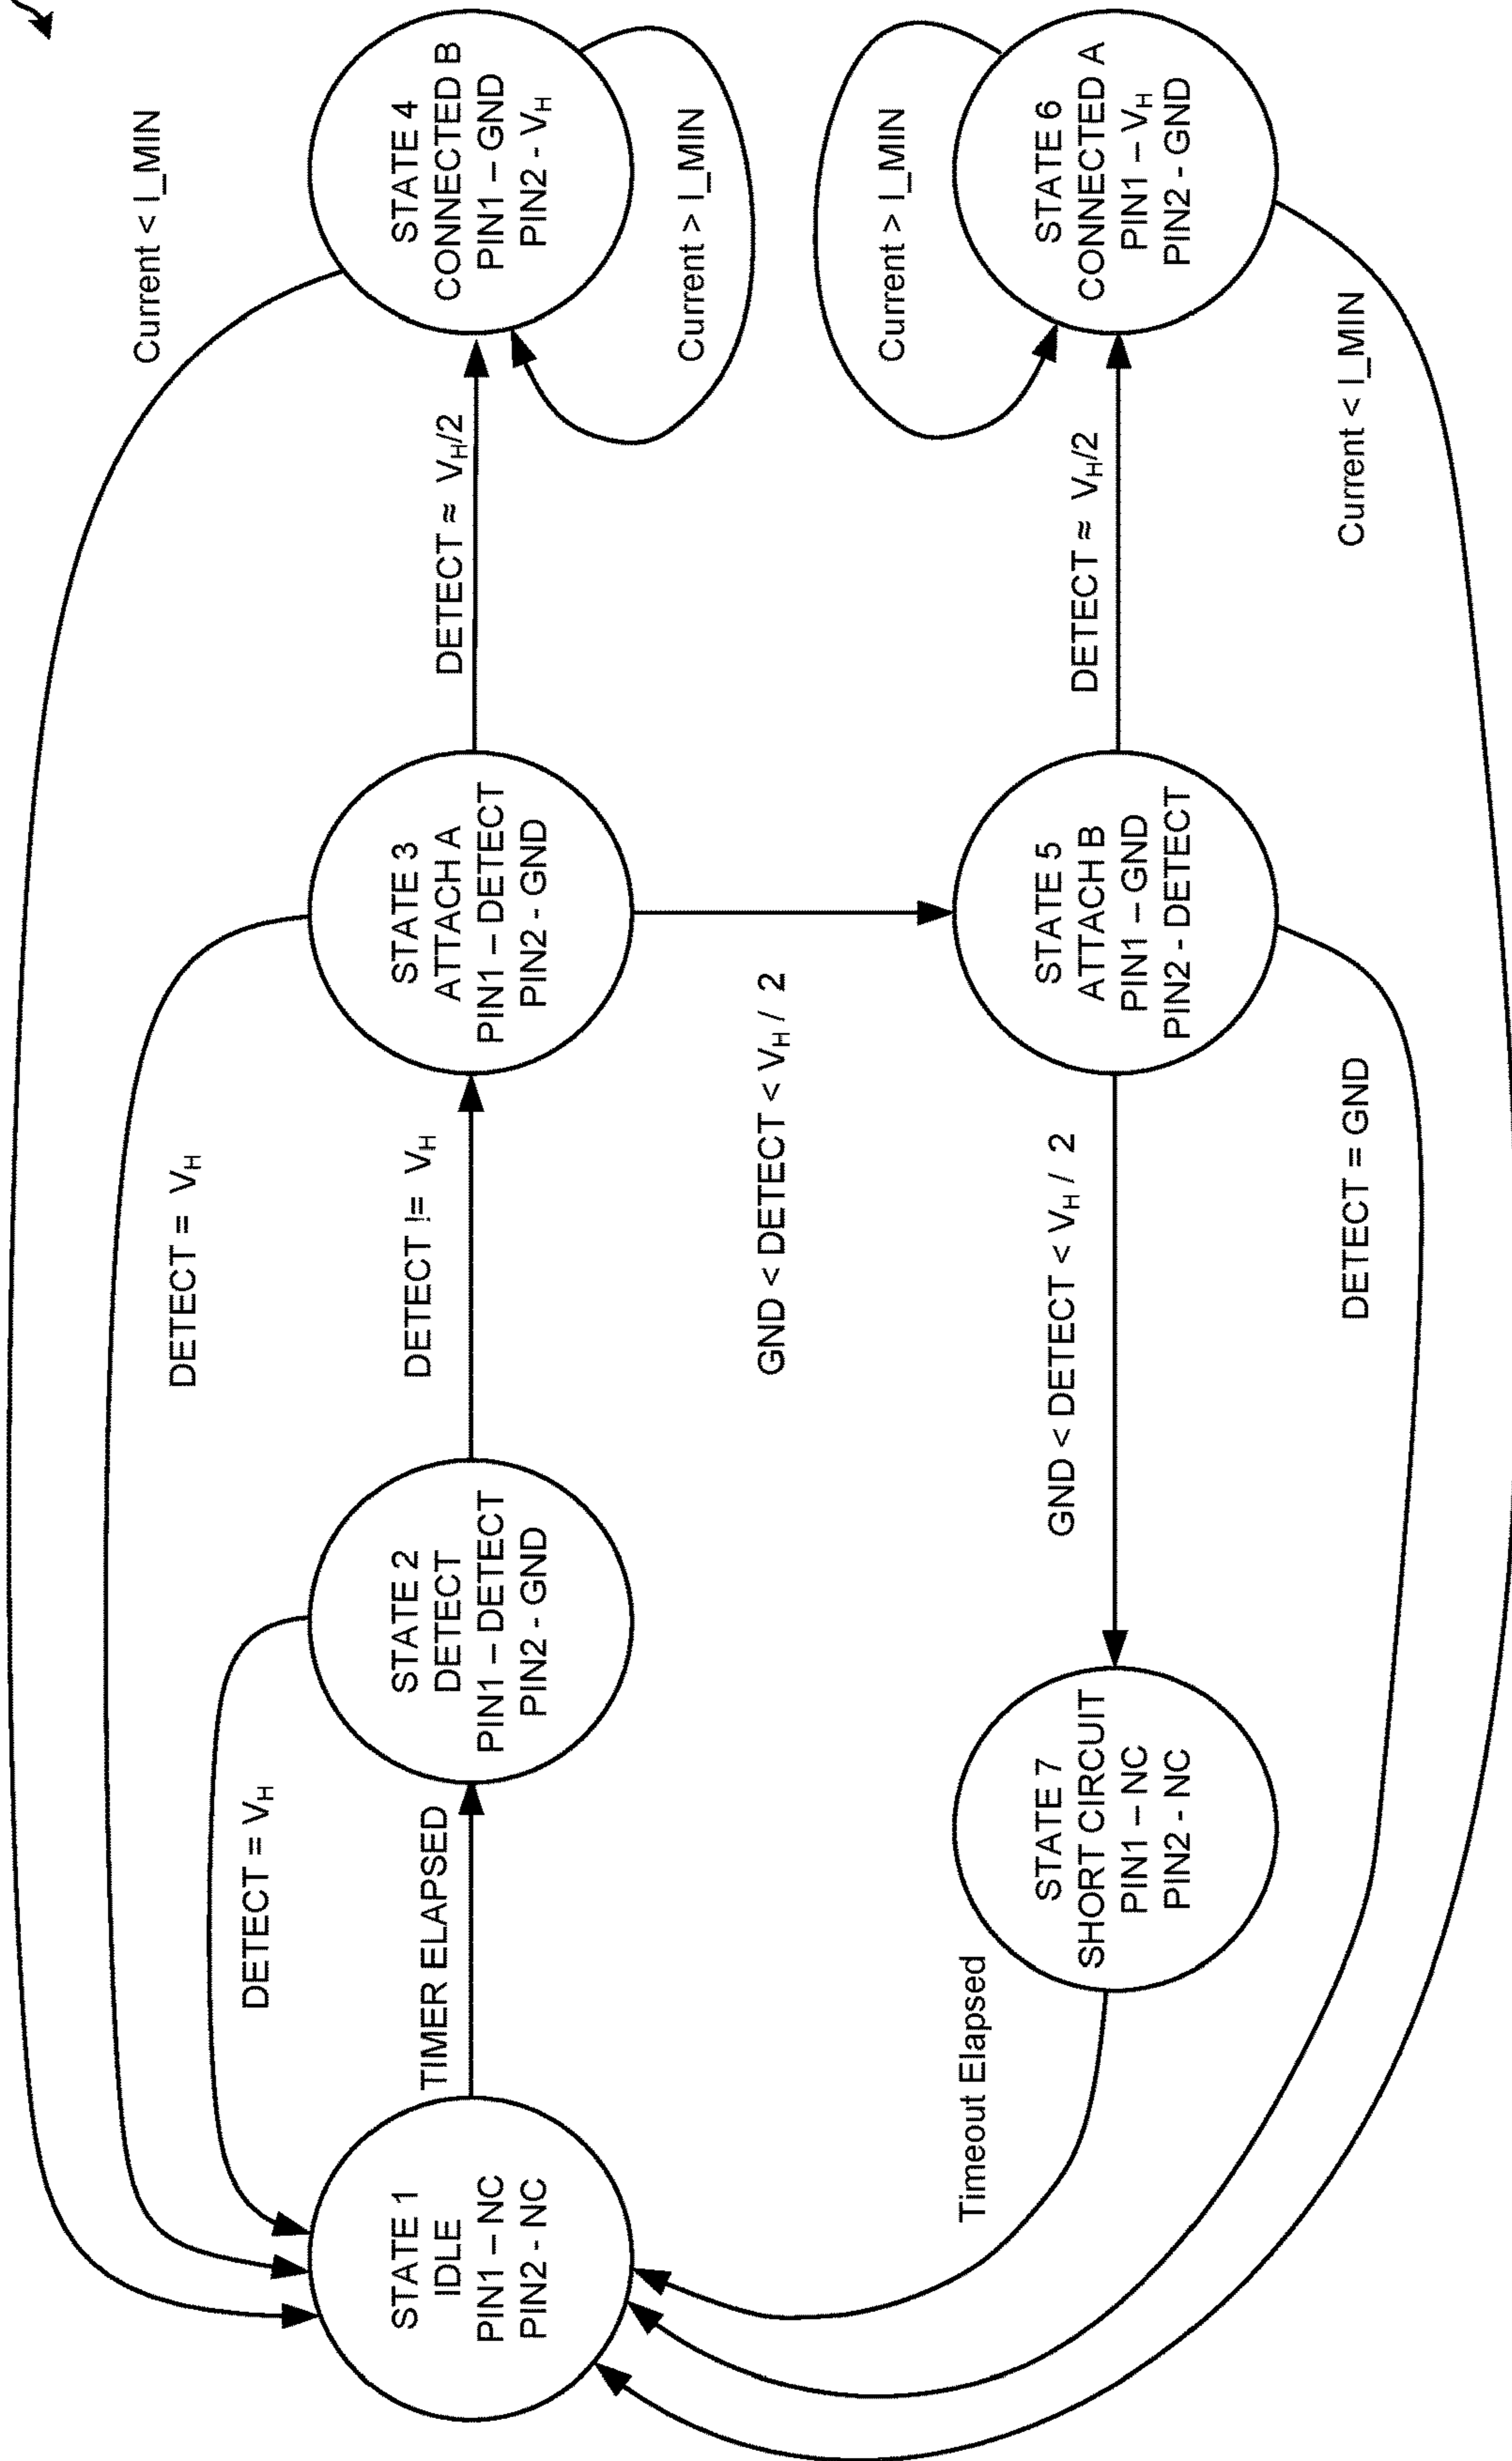 Current < I_MIN
DETECT = VH
DETECT = VH
STATE 1
IDLE
PIN1 – NC
PIN2 - NC
TIMER ELAPSED
STATE 2
DETECT
PIN1 – DETECT
PIN2 - GND
DETECT != VH
STATE 3
ATTACH A
PIN1 – DETECT
PIN2 - GND
DETECT ≈ VH/2
STATE 4
CONNECTED B
PIN1 – GND
PIN2 - VH
Current > I_MIN
GND < DETECT < VH / 2
Current > I_MIN
Timeout Elapsed
STATE 7
SHORT CIRCUIT
PIN1 – NC
PIN2 - NC
GND < DETECT < VH / 2
STATE 5
ATTACH B
PIN1 – GND
PIN2 - DETECT
DETECT ≈ VH/2
STATE 6
CONNECTED A
PIN1 – VH
PIN2 - GND
DETECT = GND
Current < I_MIN